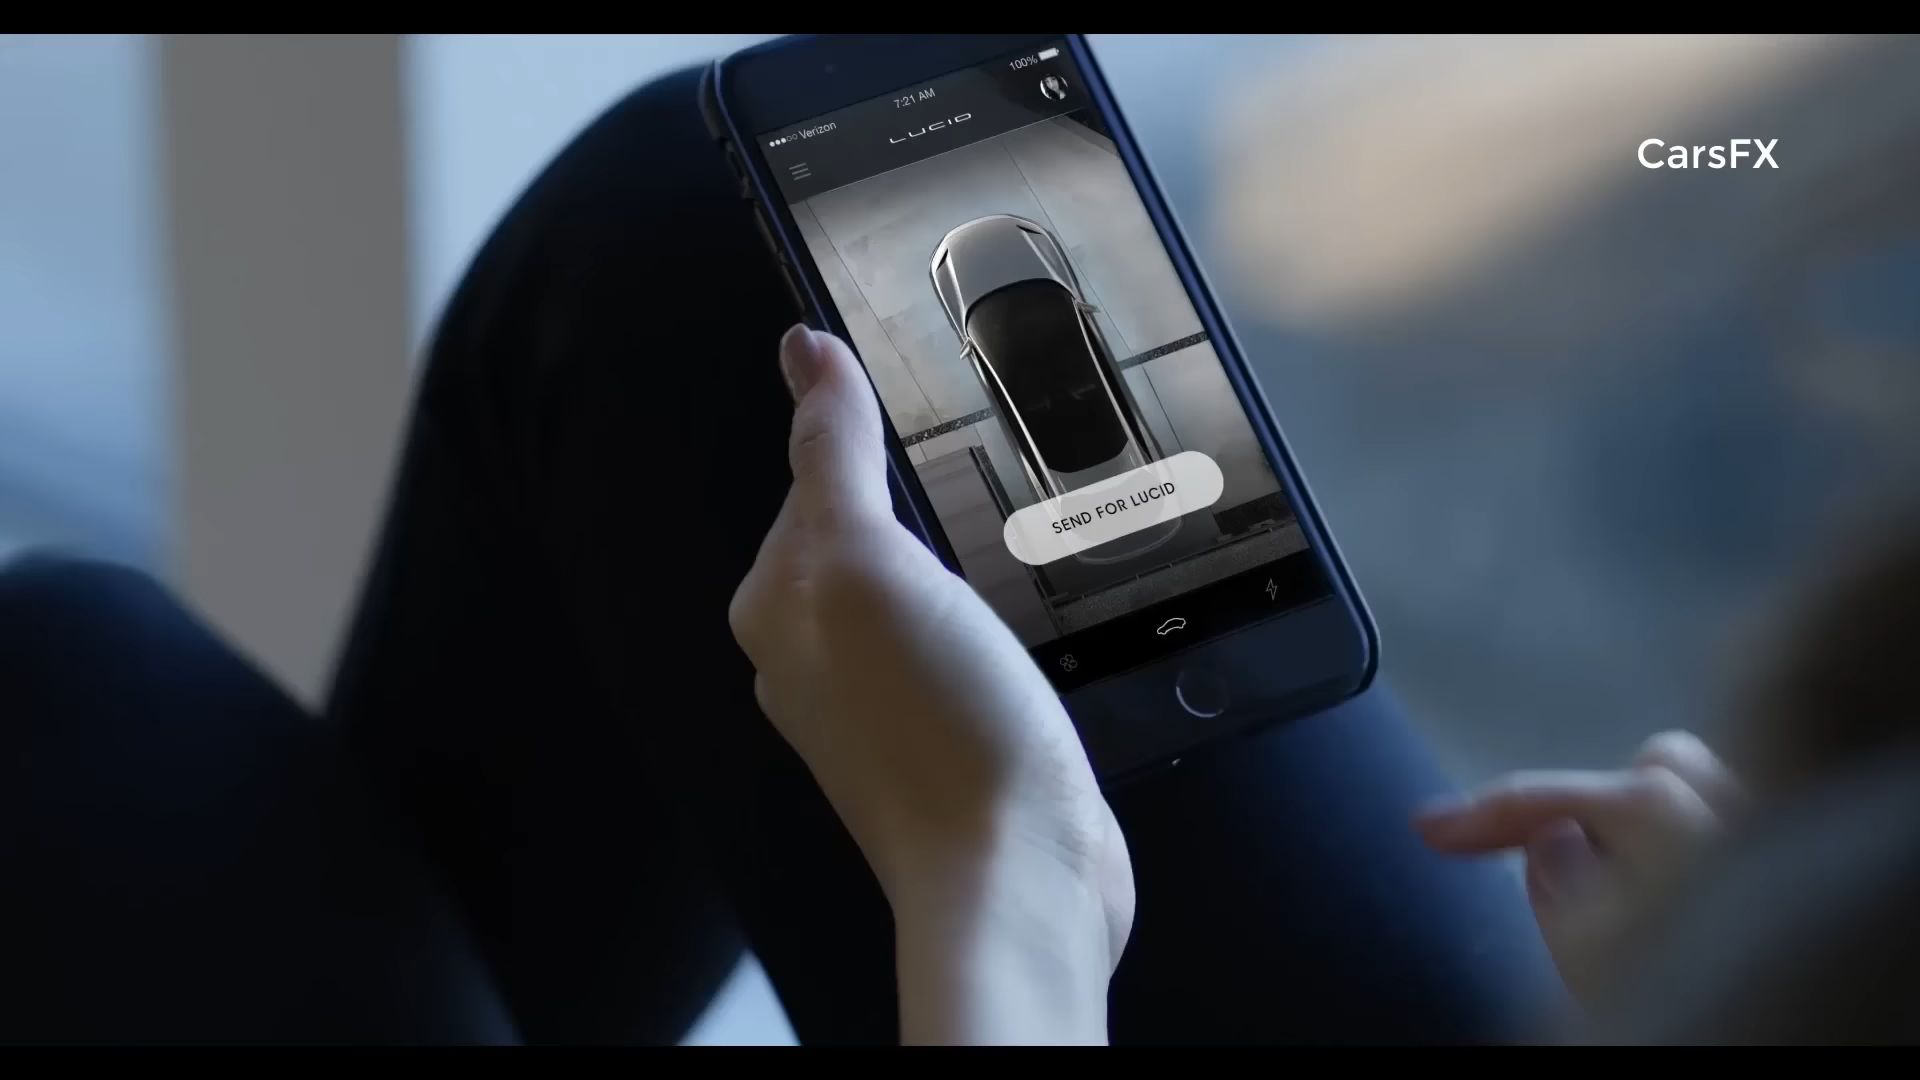 100%
7:21 AM
Verizon
LUCID
CarsFX
SEND FOR LUCID